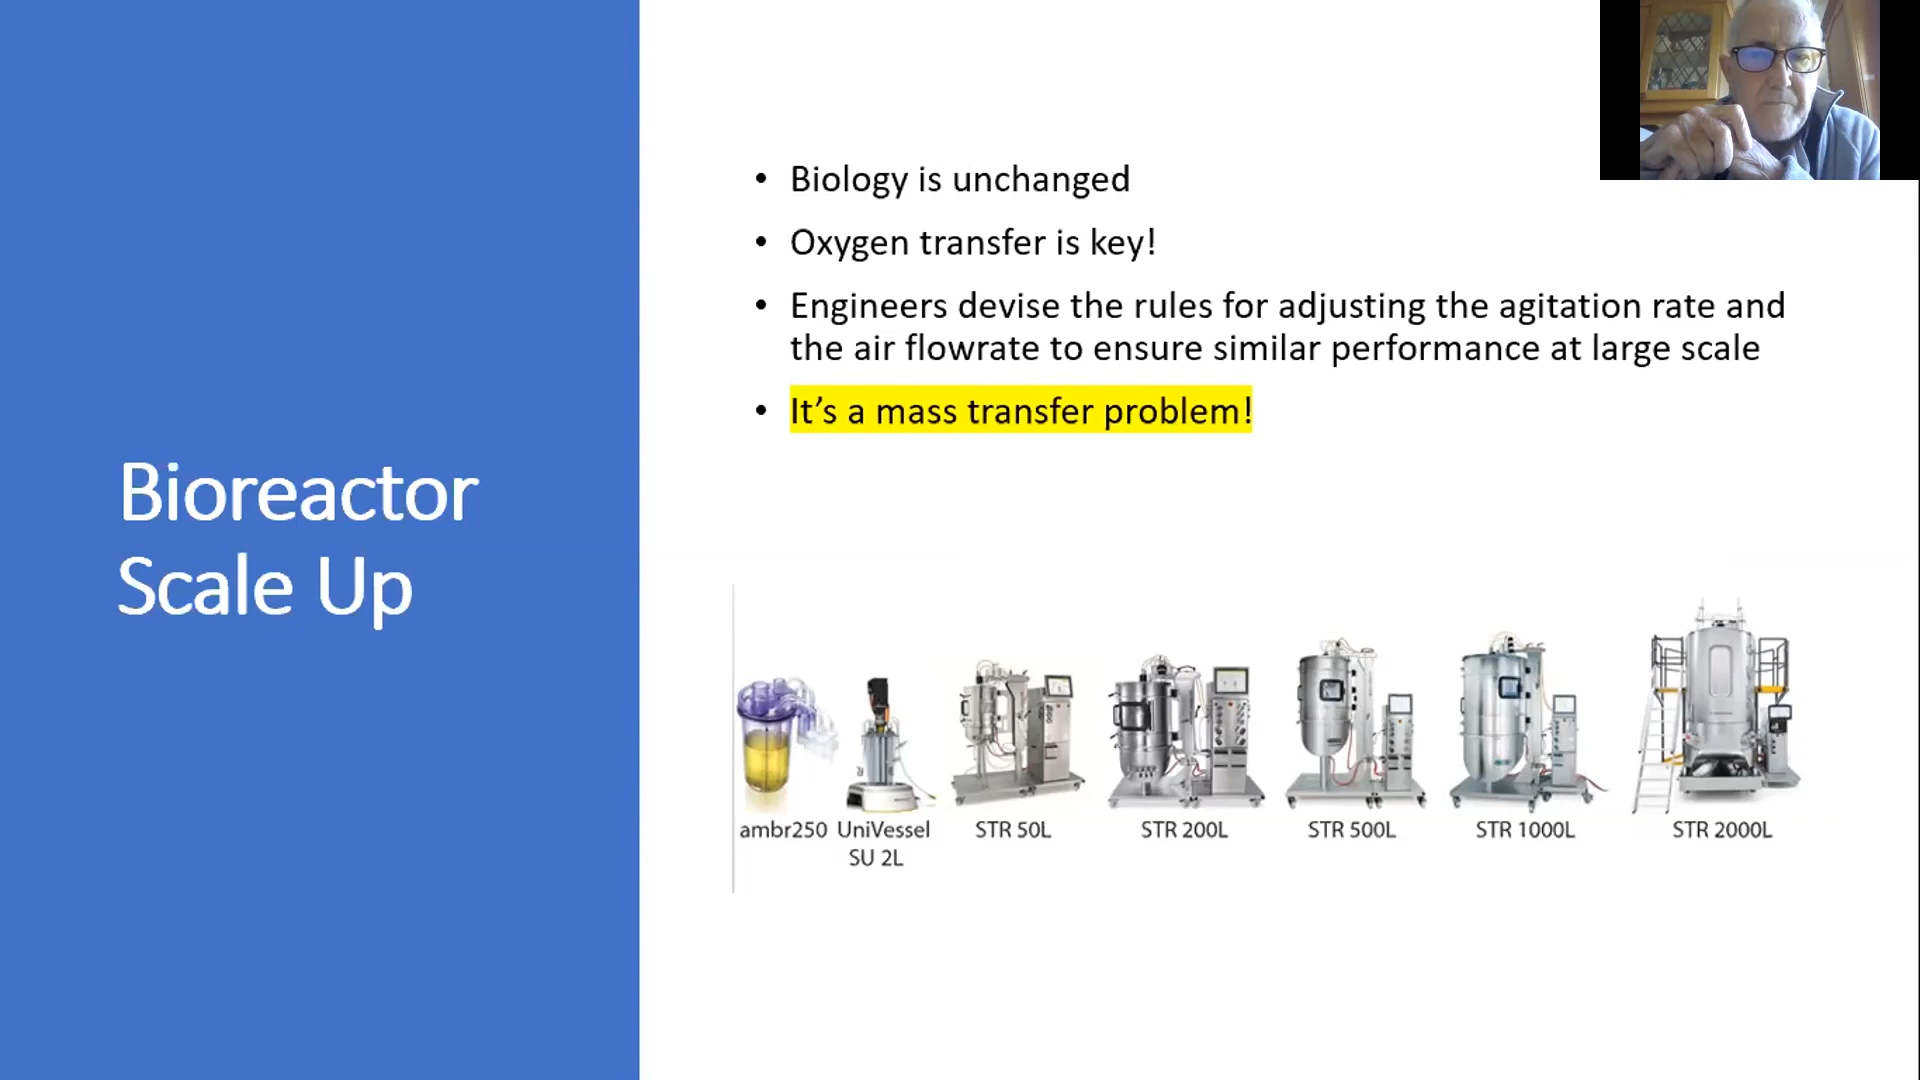 Bioreactor
Scale Up
• Biology is unchanged
• Oxygen transfer is key!
• Engineers devise the rules for adjusting the agitation rate and
the air flowrate to ensure similar performance at large scale
• It’s a mass transfer problem!
ambr250
UniVessel
SU 2L
STR 50L
STR 200L
STR 500L
STR 1000L
STR 2000L